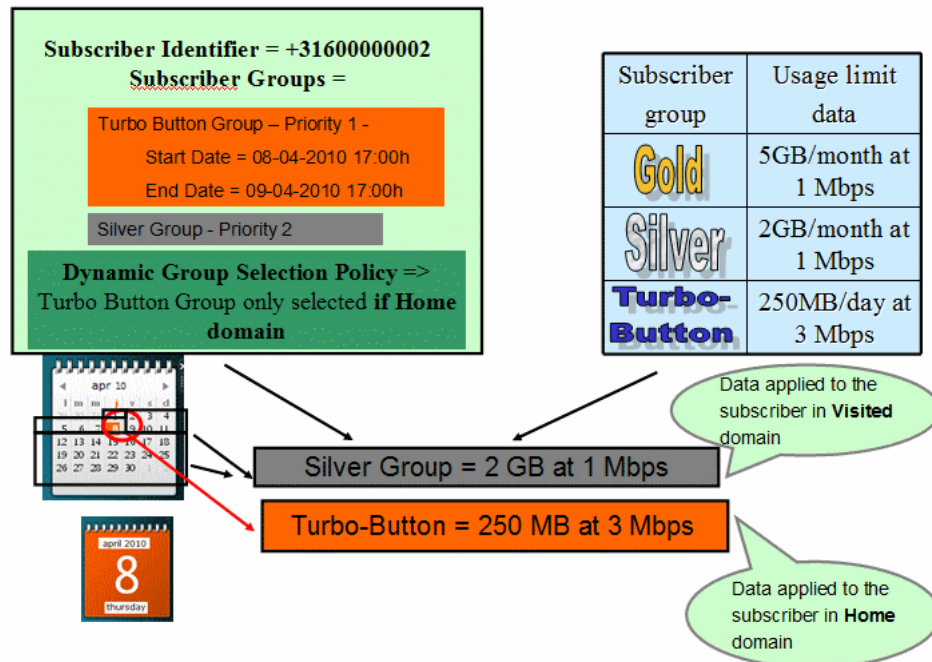 Subscriber Identifier = +31600000002
Subscriber Groups =
Turbo Button Group – Priority 1 -
Start Date = 08-04-2010 17:00h
End Date = 09-04-2010 17:00h
Silver Group - Priority 2
Dynamic Group Selection Policy =>
Turbo Button Group only selected if Home
domain
Subscriber
group
Usage limit
data
Gold
5GB/month at
1 Mbps
Silver
2GB/month at
1 Mbps
Turbo-
Button
250MB/day at
3 Mbps
apr 10
l m m j v s d
1 2 3 4
5 6 7 8 9 10 11
12 13 14 15 16 17 18
19 20 21 22 23 24 25
26 27 28 29 30
Data applied to the
subscriber in Visited
domain
Silver Group = 2 GB at 1 Mbps
Turbo-Button = 250 MB at 3 Mbps
april 2010
8
thursday
Data applied to the
subscriber in Home
domain